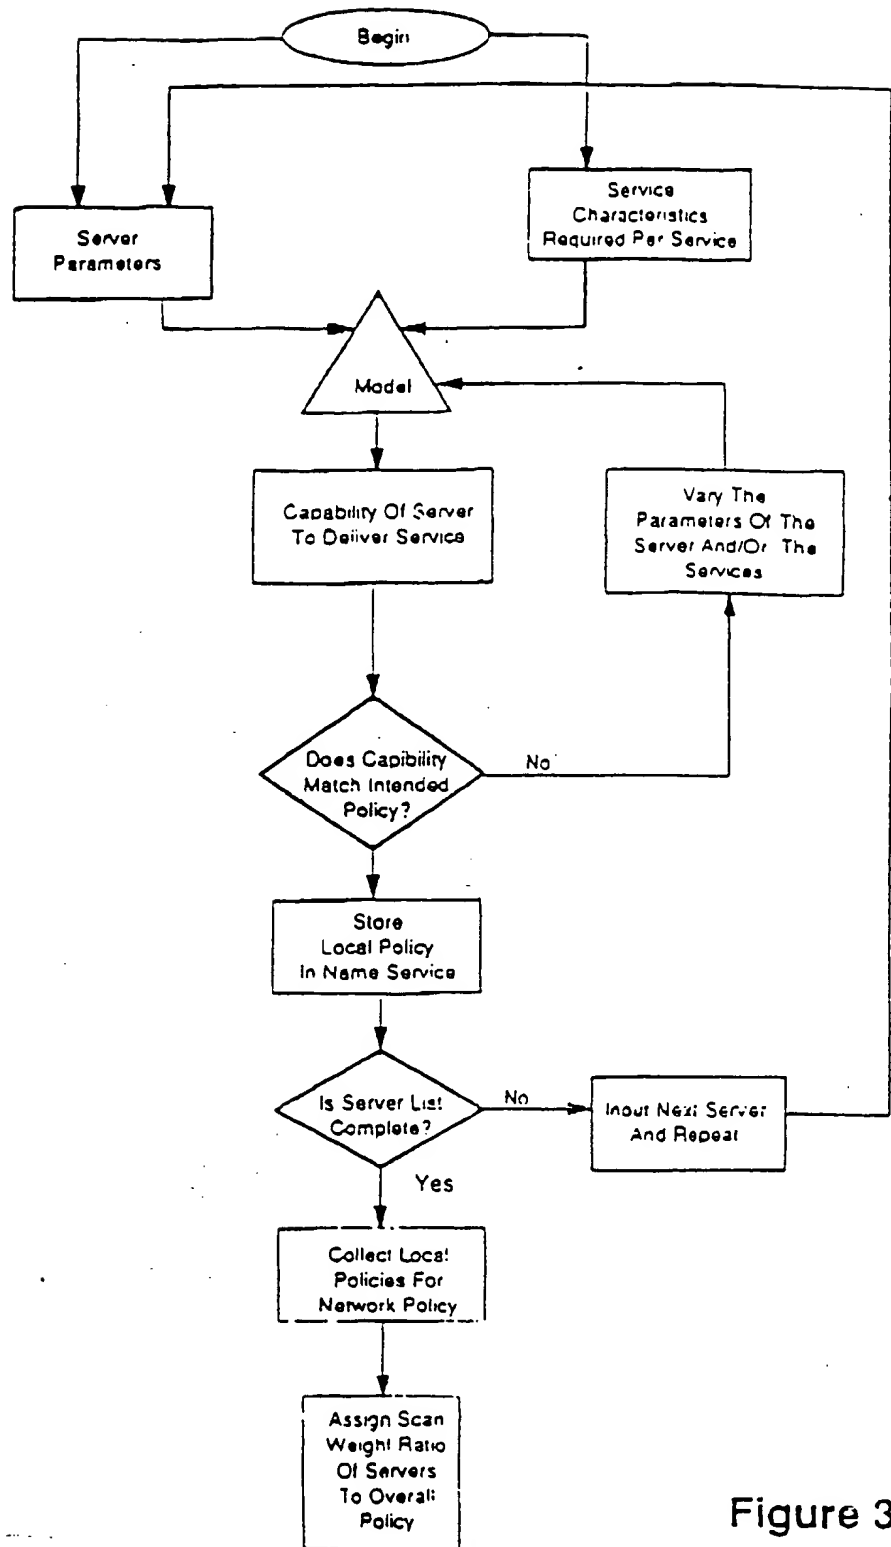 Begin
Server
Parameters
Service
Characteristics
Required Per Service
Model
Capability Of Server
To Deliver Service
Vary The
Parameters Of The
Server And/Or The
Services
Does Capibility
Match Intended
Policy?
No
Store
Local Policy
In Name Service
Is Server List
Complete?
No
Input Next Server
And Repeat
Yes
Collect Local
Policies For
Network Policy
Assign Scan
Weight Ratio
Of Servers
To Overall
Policy
Figure 3